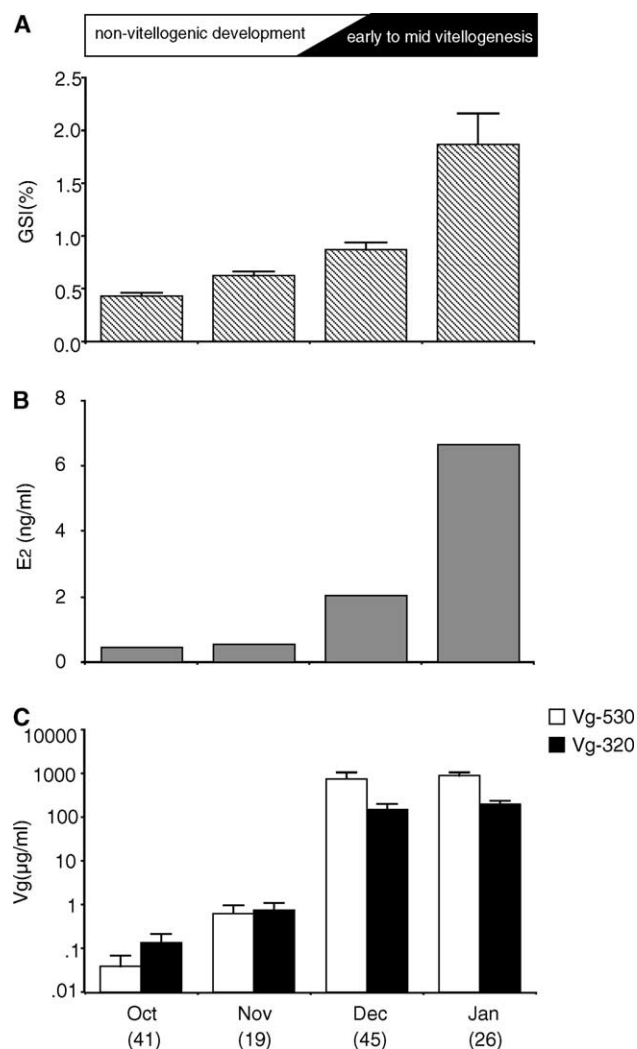 A
non-vitellogenic development
early to mid vitellogenesis
2.5
2.0
1.5
1.0
0.5
0.0
GSI(%)
B
8
6
4
2
0
E2 (ng/ml)
C
Vg-530
Vg-320
10000
1000
100
10
1
.1
.01
Vg(µg/ml)
Oct Nov Dec Jan
(41) (19) (45) (26)